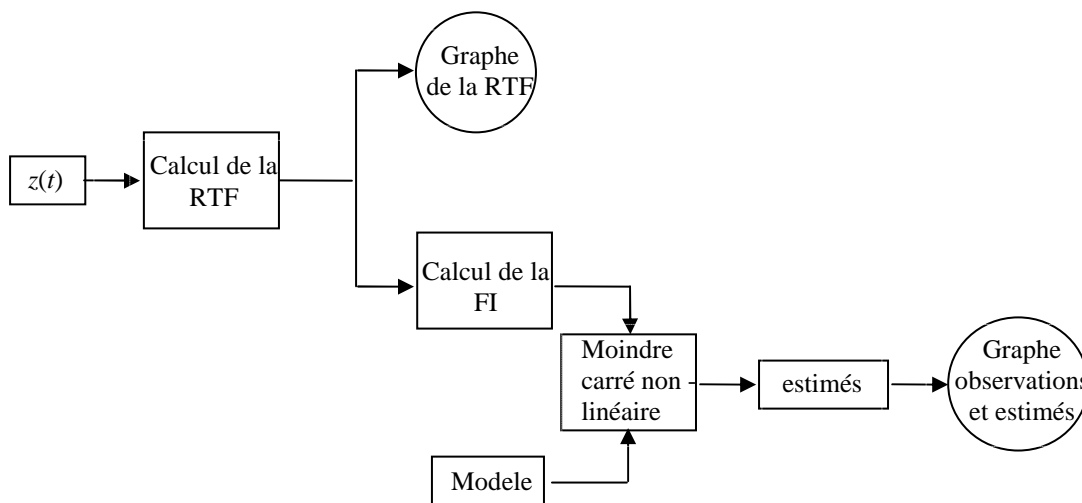 Graphe
de la RTF
z(t)
Calcul de la
RTF
Calcul de la
FI
Moindre
carré non
linéaire
estimés
Graphe
observations
et estimés
Modele